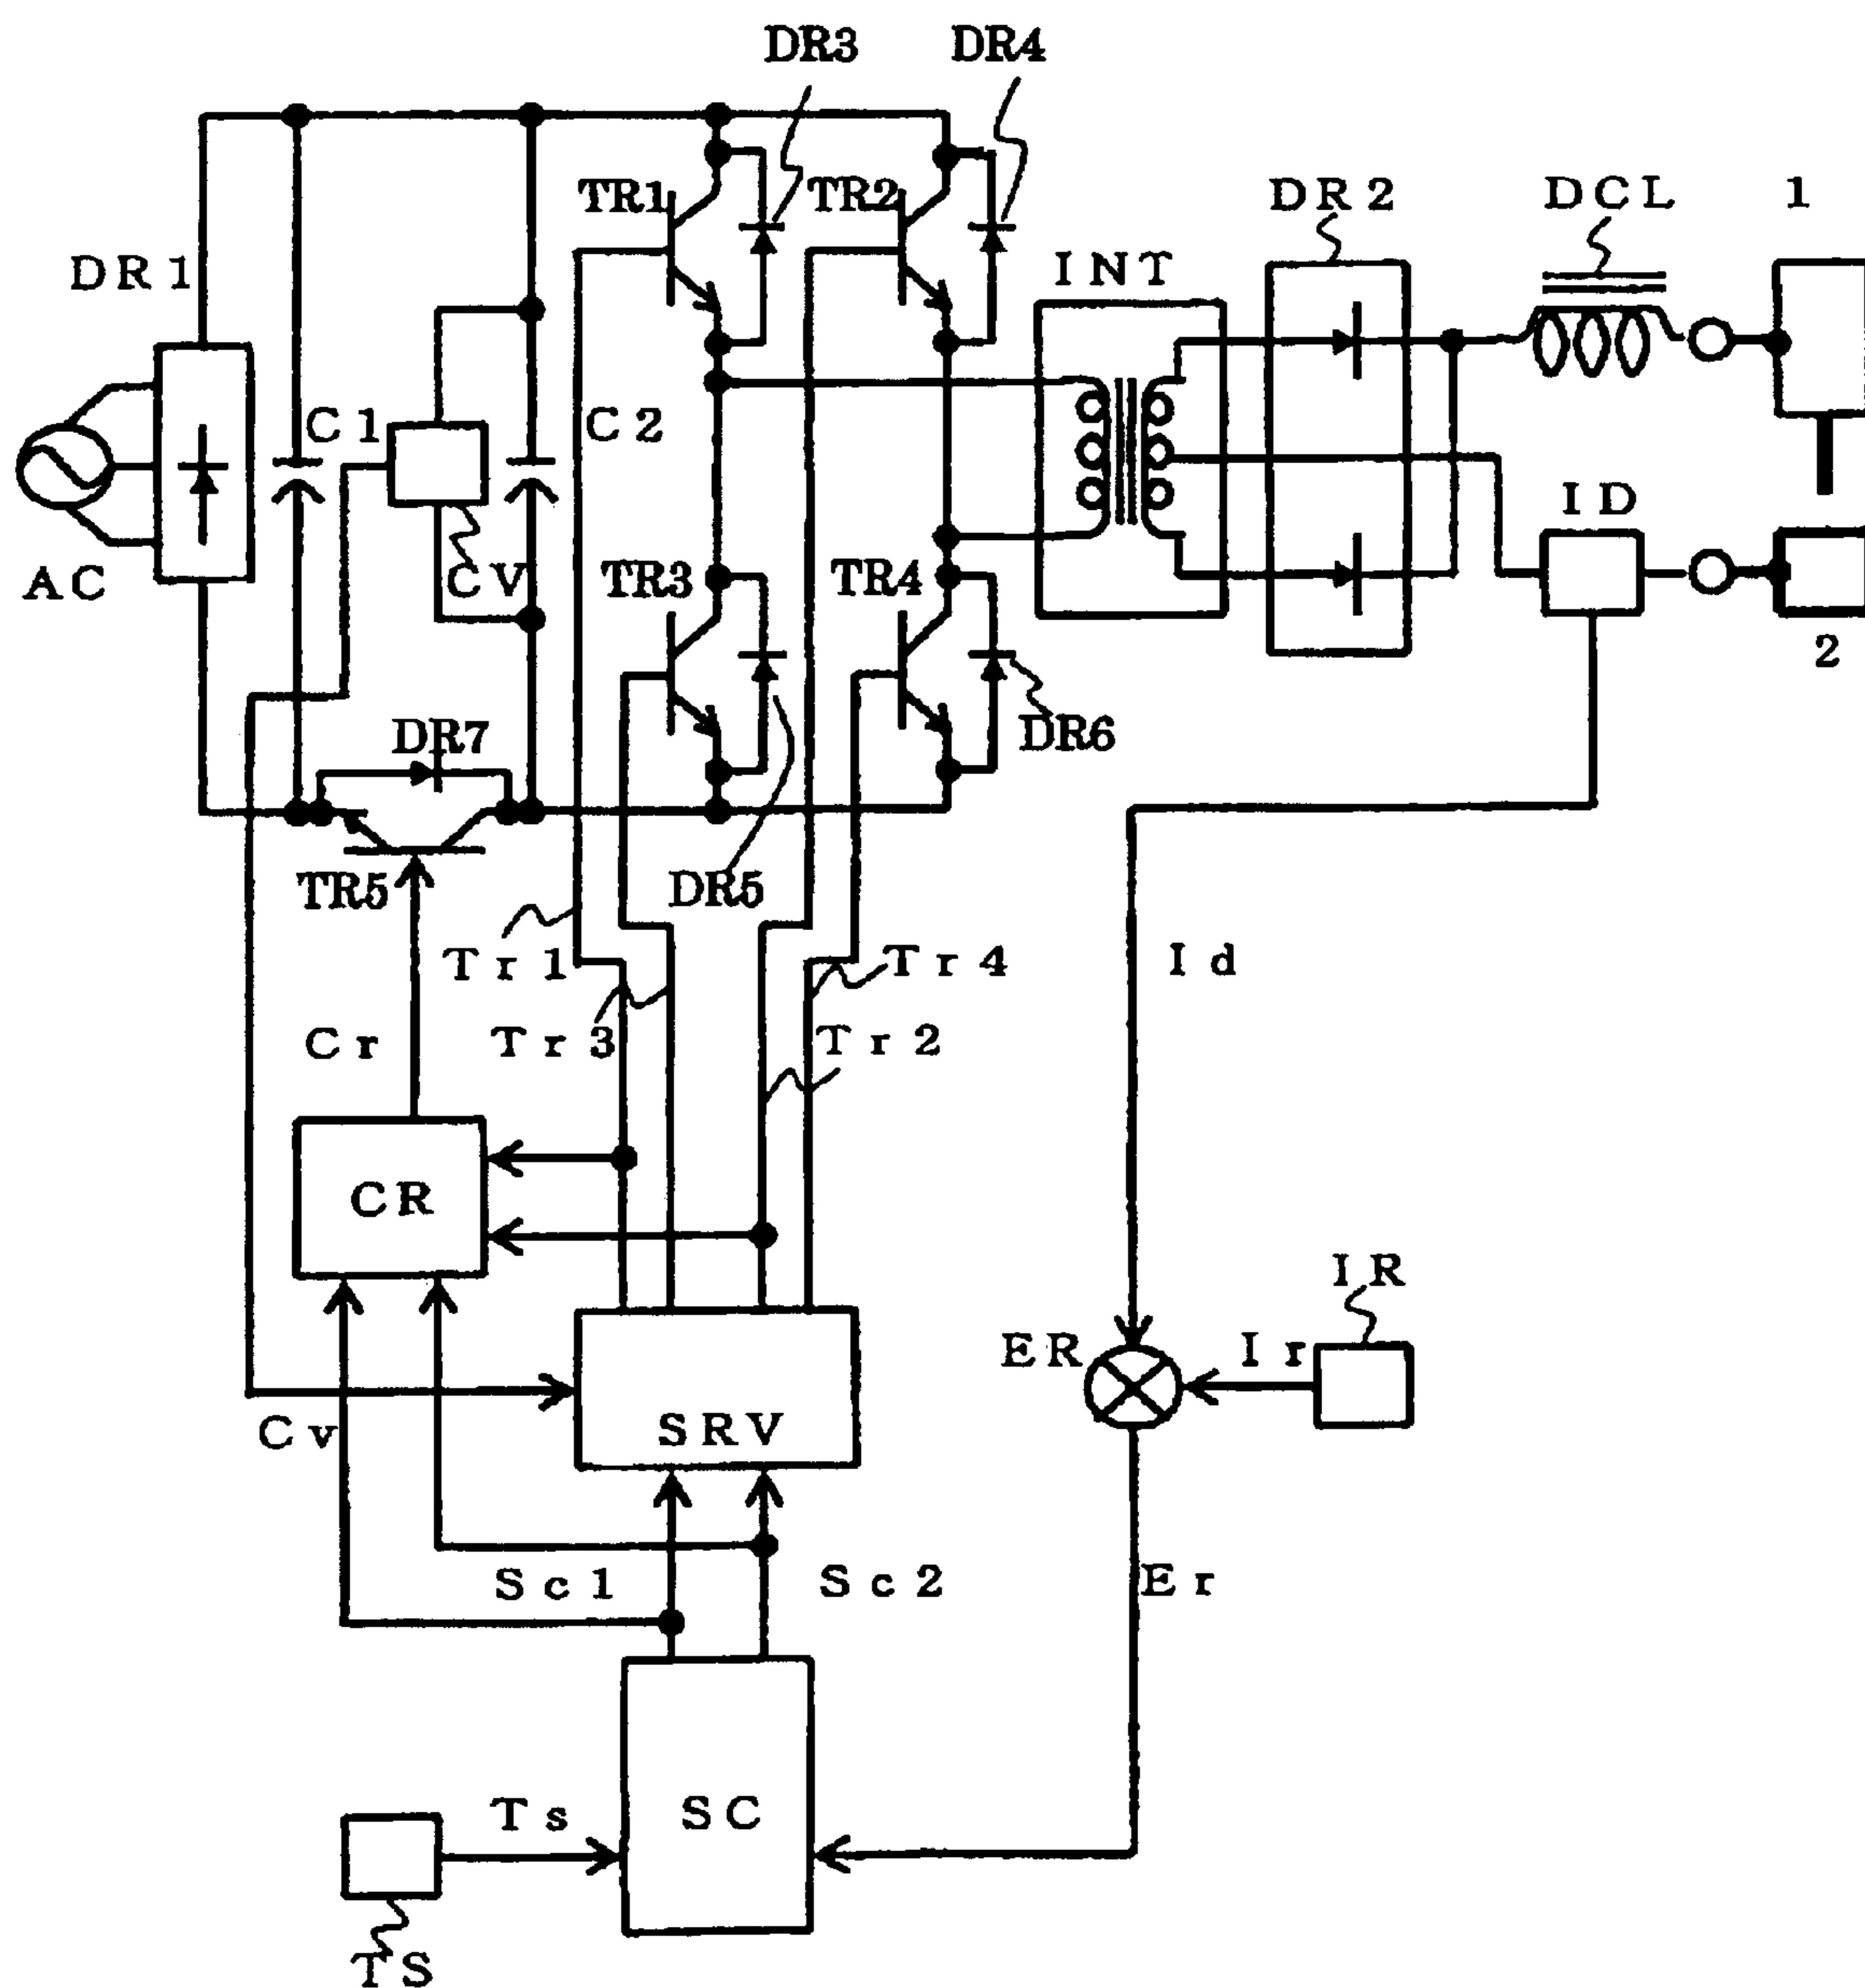 DR3 DR4
TR1 TR2 DR2 DCL 1
DR1 INT
C1 C2
ID
AC CV TR3 TR4
2
DR7 DR6
TR5 DR5
Tr1 Tr4 Id
Cr Tr3 Tr2
CR
IR
ER Ir
Cv SRV
Sc1 Sc2 Er
Ts SC
TS